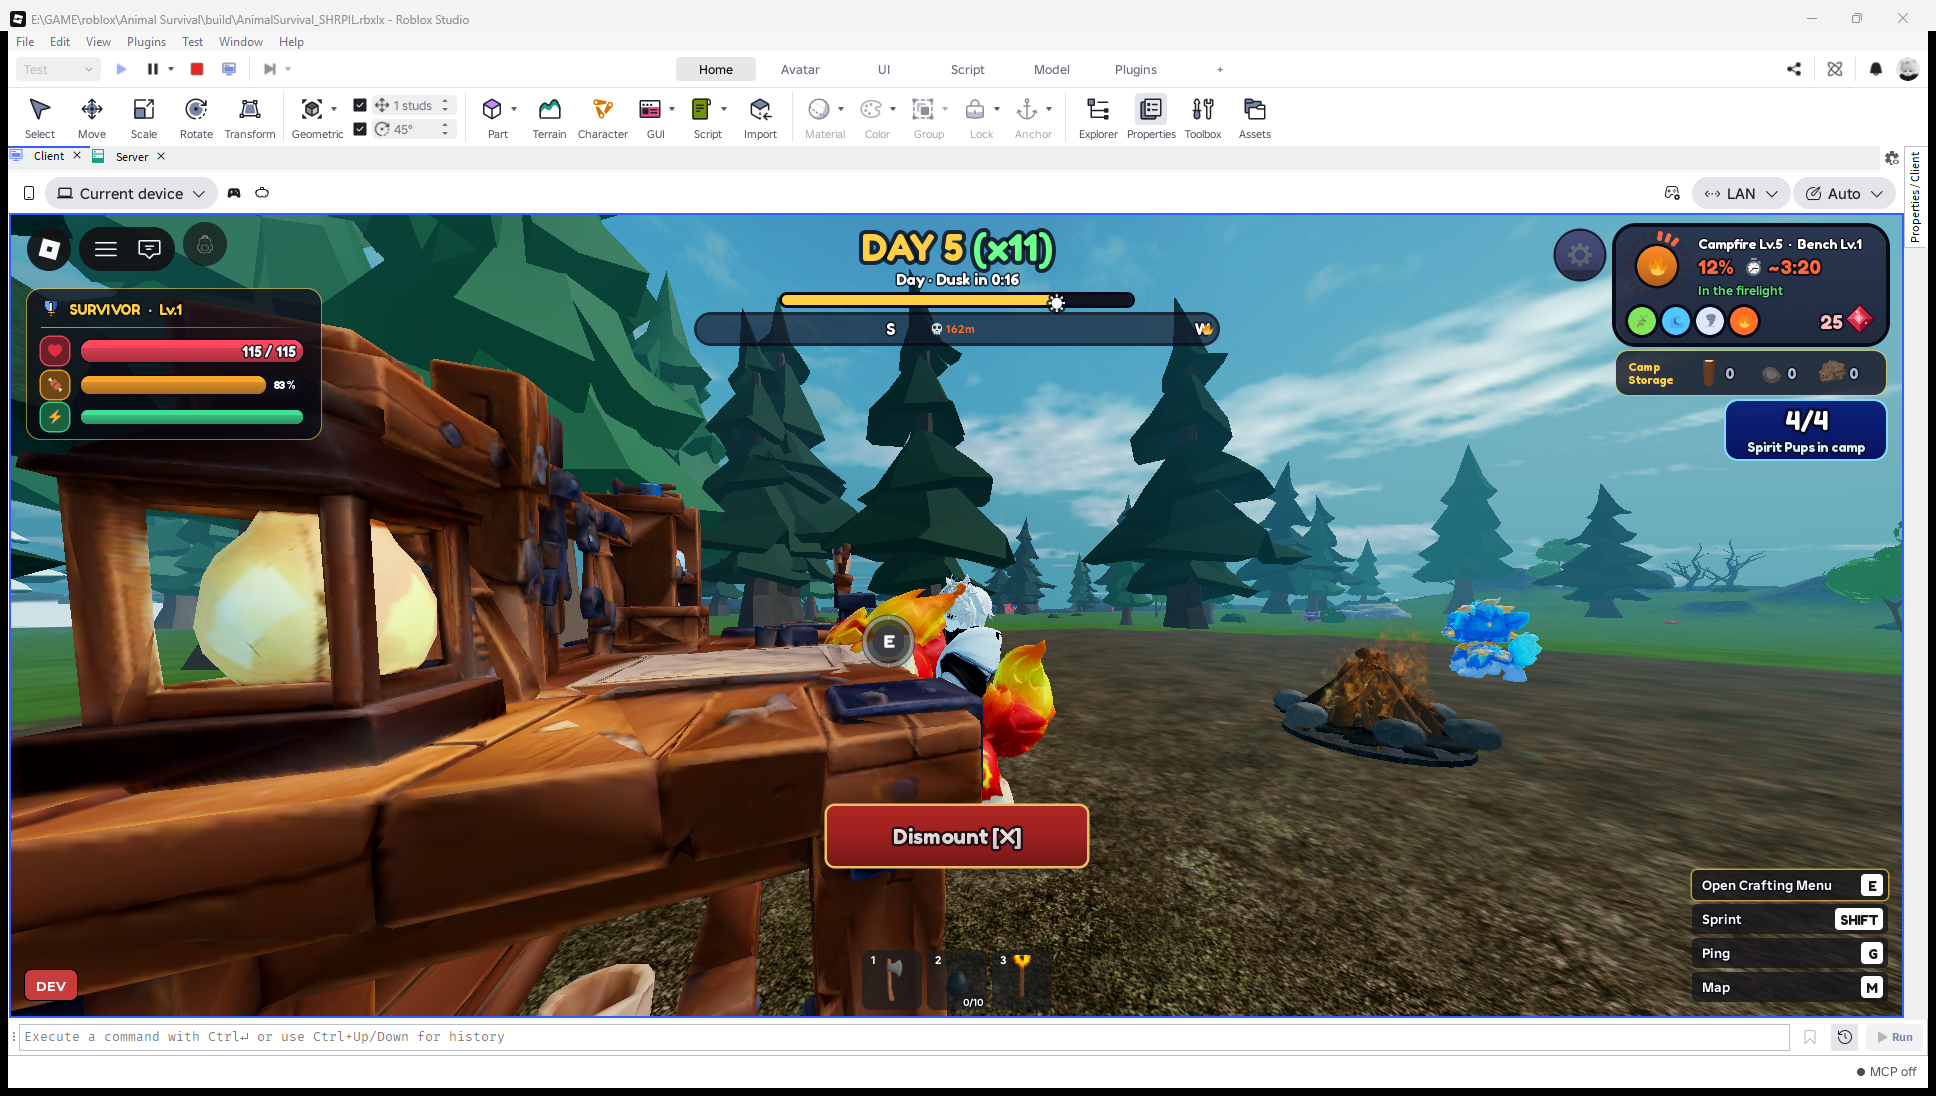 E:\GAME\roblox\Animal Survival\build\AnimalSurvival_SHRPIL.rbxlx - Roblox Studio
File Edit View Plugins Test Window Help
Test
Home Avatar UI Script Model Plugins +
1 studs
45°
Select Move Scale Rotate Transform Geometric Part Terrain Character GUI Script Import Material Color Group Lock Anchor Explorer Properties Toolbox Assets
Client Server
Properties / Client
Current device
LAN Auto
DAY 5 (x11)
Day · Dusk in 0:16
S 162m W
SURVIVOR · Lv.1
115 / 115
83%
Campfire Lv.5 · Bench Lv.1
12% ~3:20
In the firelight
25
Camp Storage 0 0 0
4/4
Spirit Pups in camp
E
Dismount [X]
Open Crafting Menu E
Sprint SHIFT
Ping G
Map M
DEV
1 2 3
0/10
Execute a command with Ctrl↵ or use Ctrl+Up/Down for history
Run
MCP off